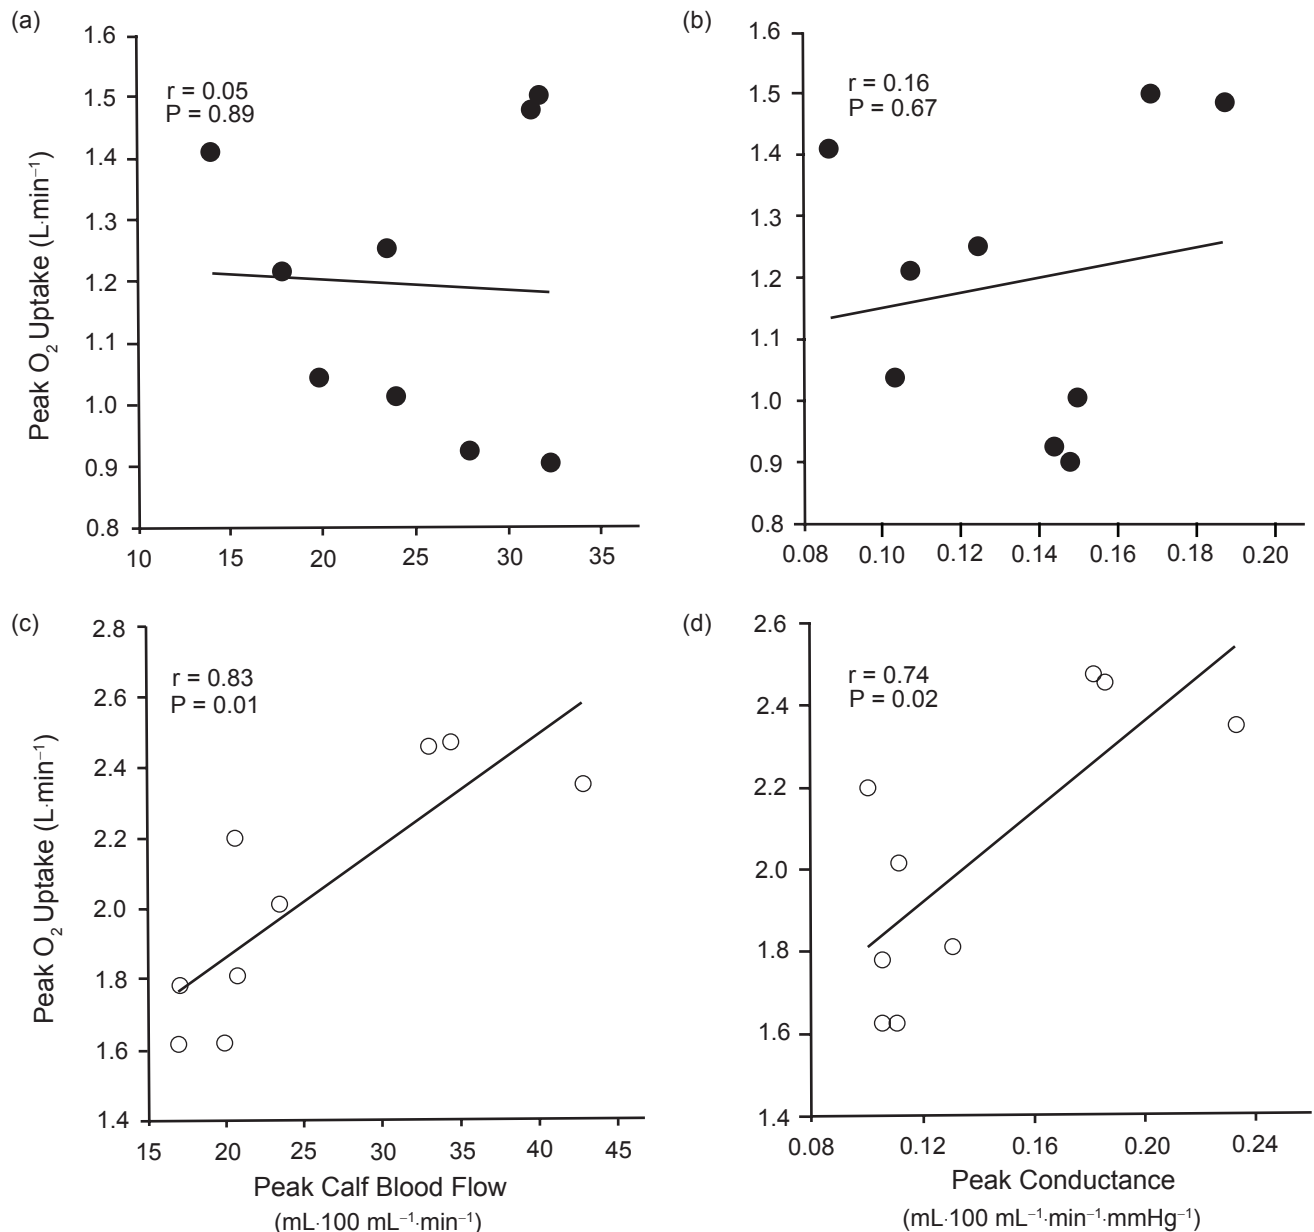 (a)
1.6
1.5
1.4
1.3
1.2
1.1
1.0
0.9
0.8
r = 0.05
P = 0.89
Peak O₂ Uptake (L·min⁻¹)
10 15 20 25 30 35
(b)
1.6
1.5
1.4
1.3
1.2
1.1
1.0
0.9
0.8
r = 0.16
P = 0.67
0.08 0.10 0.12 0.14 0.16 0.18 0.20
(c)
2.8
2.6
2.4
2.2
2.0
1.8
1.6
1.4
r = 0.83
P = 0.01
Peak O₂ Uptake (L·min⁻¹)
15 20 25 30 35 40 45
Peak Calf Blood Flow
(mL·100 mL⁻¹·min⁻¹)
(d)
2.6
2.4
2.2
2.0
1.8
1.6
1.4
r = 0.74
P = 0.02
0.08 0.12 0.16 0.20 0.24
Peak Conductance
(mL·100 mL⁻¹·min⁻¹·mmHg⁻¹)